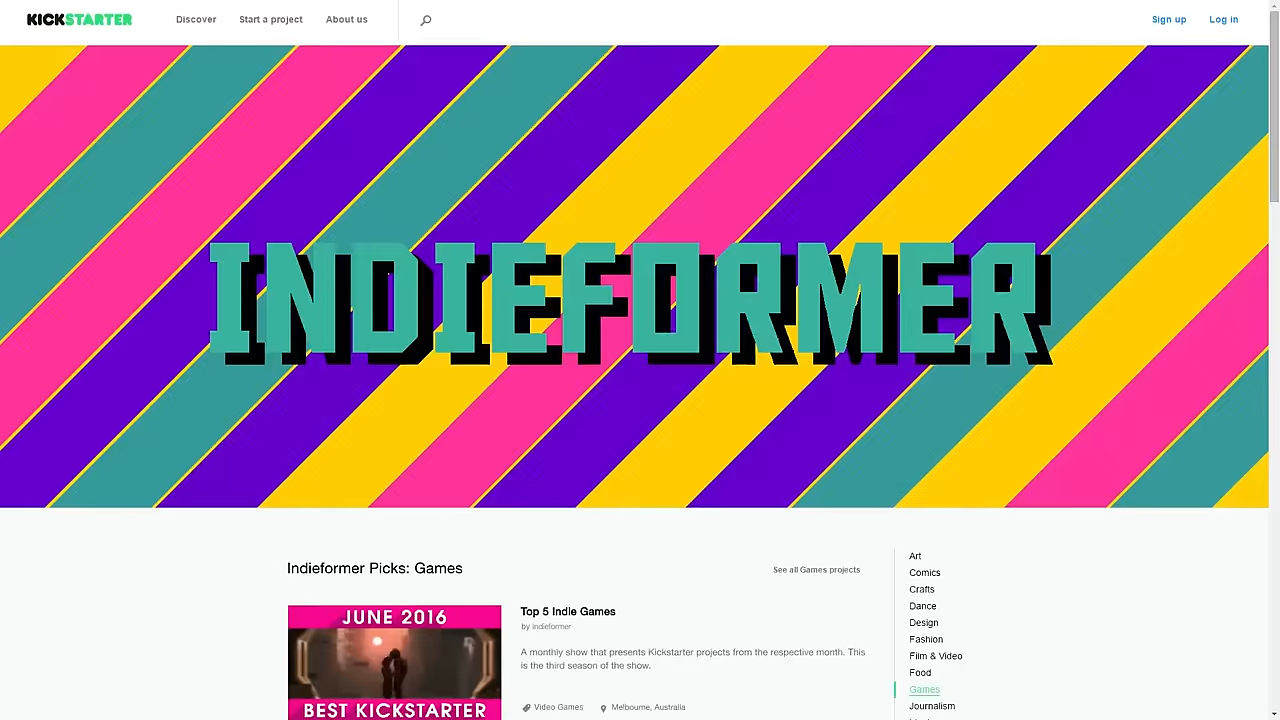 KICKSTARTER Discover Start a project About us Sign up Log in
INDIEFORMER
Indieformer Picks: Games See all Games projects
JUNE 2016
BEST KICKSTARTER
Top 5 Indie Games
by Indieformer
A monthly show that presents Kickstarter projects from the respective month. This
is the third season of the show.
Video Games Melbourne, Australia
Art
Comics
Crafts
Dance
Design
Fashion
Film & Video
Food
Games
Journalism